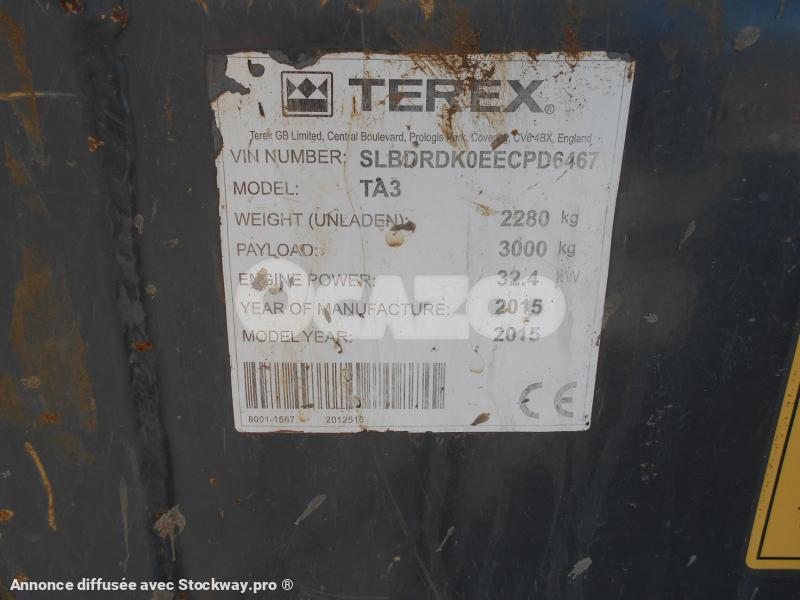 TEREX®
Terex GB Limited, Central Boulevard, Prologis Park, Coventry, CV6 4BX, England
VIN NUMBER: SLBDRDK0EECPD6467
MODEL: TA3
WEIGHT (UNLADEN): 2280 kg
PAYLOAD: 3000 kg
ENGINE POWER: 32.4 kW
OCAZOO
YEAR OF MANUFACTURE: 2015
MODEL YEAR: 2015
8001-1567 2012516
CE
Annonce diffusée avec Stockway.pro ®